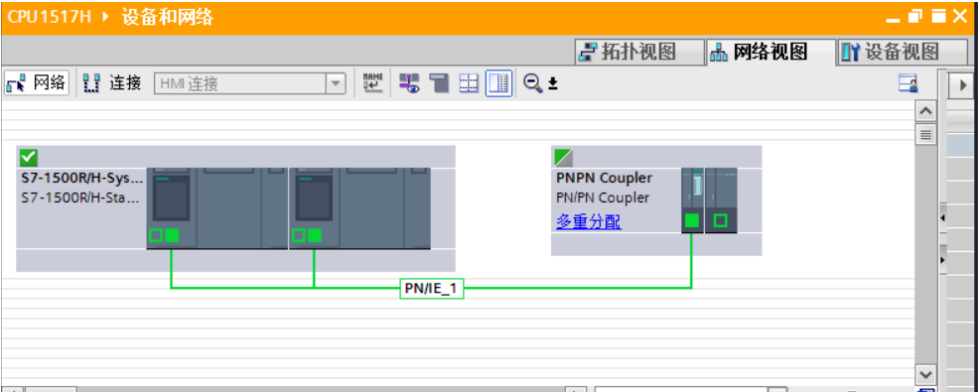 CPU1517H ▸ 设备和网络
拓扑视图 网络视图 设备视图
网络 连接 HMI 连接
S7-1500R/H-Sys...
S7-1500R/H-Sta...
PNPN Coupler
PN/PN Coupler
多重分配
PN/IE_1